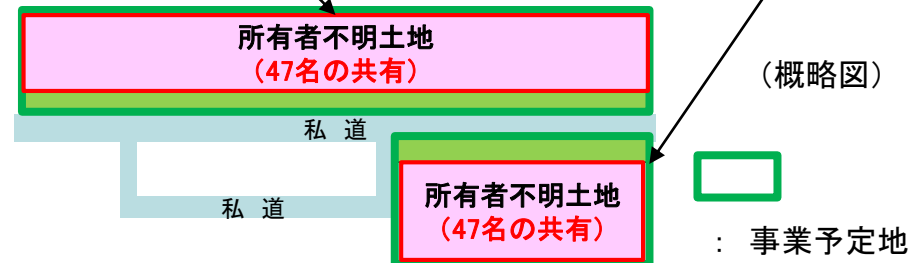 所有者不明土地
（47名の共有）
（概略図）
私 道
所有者不明土地
（47名の共有）
私 道
： 事業予定地